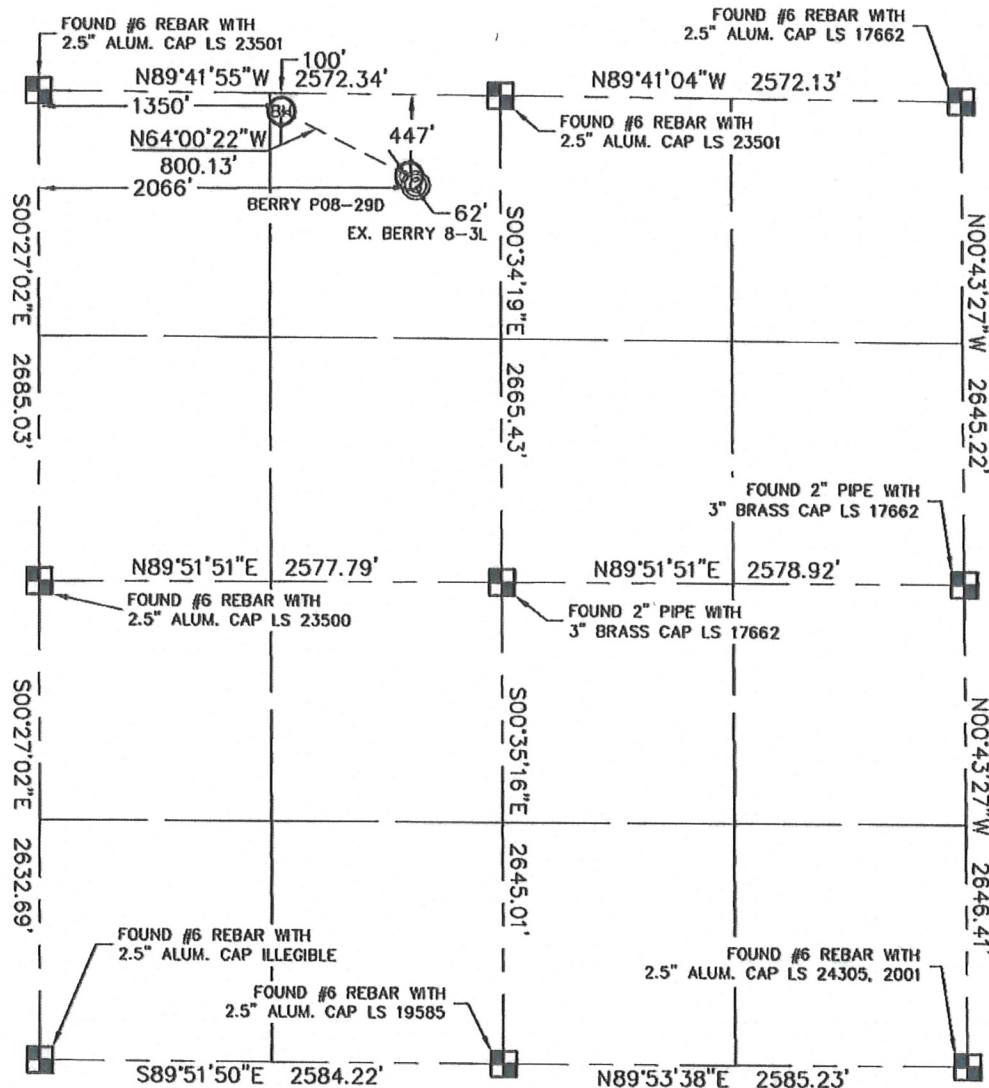 FOUND #6 REBAR WITH
2.5" ALUM. CAP LS 23501
FOUND #6 REBAR WITH
2.5" ALUM. CAP LS 17662
100'
N89°41'55"W 2572.34'
N89°41'04"W 2572.13'
1350'
BH
FOUND #6 REBAR WITH
2.5" ALUM. CAP LS 23501
N64°00'22"W
800.13'
447'
2066'
BERRY P08-29D
62'
EX. BERRY 8-3L
S00°27'02"E 2685.03'
S00°34'19"E 2665.43'
N00°43'27"W 2645.22'
FOUND 2" PIPE WITH
3" BRASS CAP LS 17662
N89°51'51"E 2577.79'
N89°51'51"E 2578.92'
FOUND #6 REBAR WITH
2.5" ALUM. CAP LS 23500
FOUND 2" PIPE WITH
3" BRASS CAP LS 17662
S00°27'02"E 2632.69'
S00°35'16"E 2645.01'
N00°43'27"W 2646.41'
FOUND #6 REBAR WITH
2.5" ALUM. CAP ILLEGIBLE
FOUND #6 REBAR WITH
2.5" ALUM. CAP LS 24305, 2001
FOUND #6 REBAR WITH
2.5" ALUM. CAP LS 19585
S89°51'50"E 2584.22'
N89°53'38"E 2585.23'